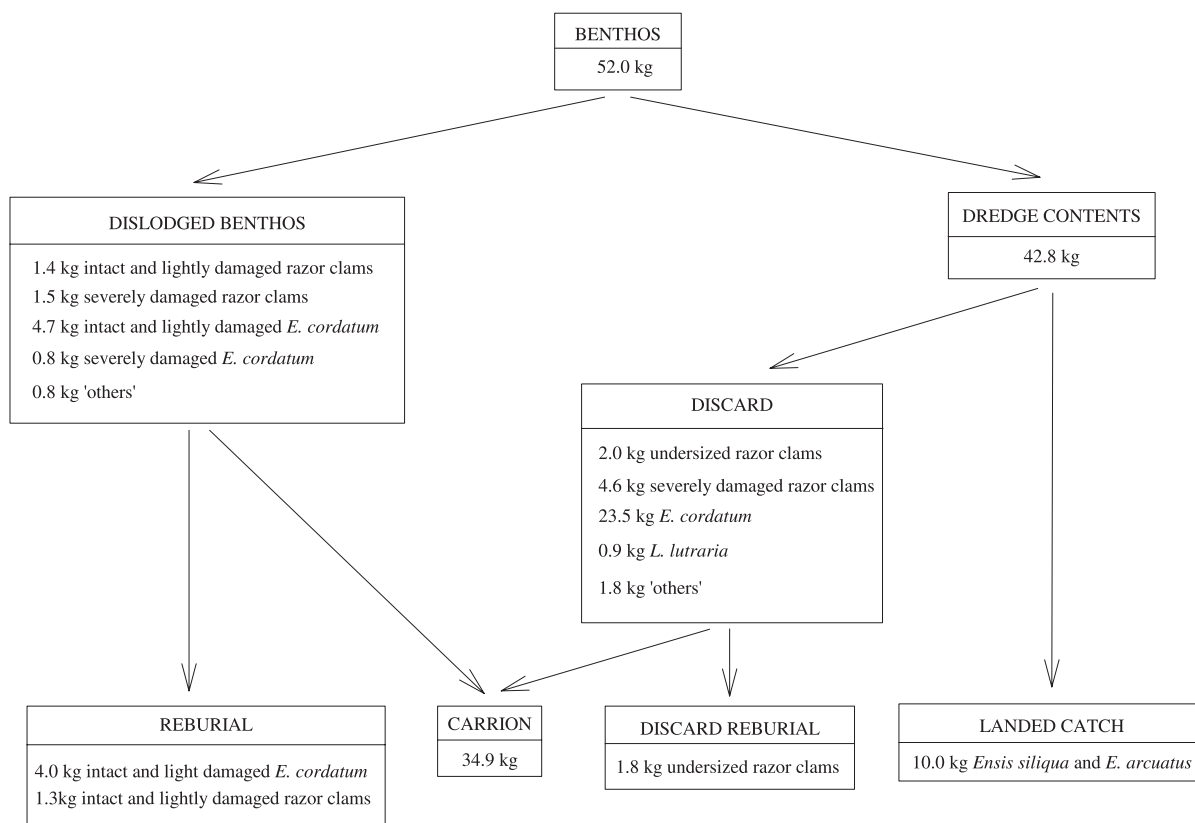 BENTHOS
52.0 kg
DISLODGED BENTHOS
1.4 kg intact and lightly damaged razor clams
1.5 kg severely damaged razor clams
4.7 kg intact and lightly damaged E. cordatum
0.8 kg severely damaged E. cordatum
0.8 kg 'others'
DREDGE CONTENTS
42.8 kg
DISCARD
2.0 kg undersized razor clams
4.6 kg severely damaged razor clams
23.5 kg E. cordatum
0.9 kg L. lutraria
1.8 kg 'others'
REBURIAL
4.0 kg intact and light damaged E. cordatum
1.3kg intact and lightly damaged razor clams
CARRION
34.9 kg
DISCARD REBURIAL
1.8 kg undersized razor clams
LANDED CATCH
10.0 kg Ensis siliqua and E. arcuatus